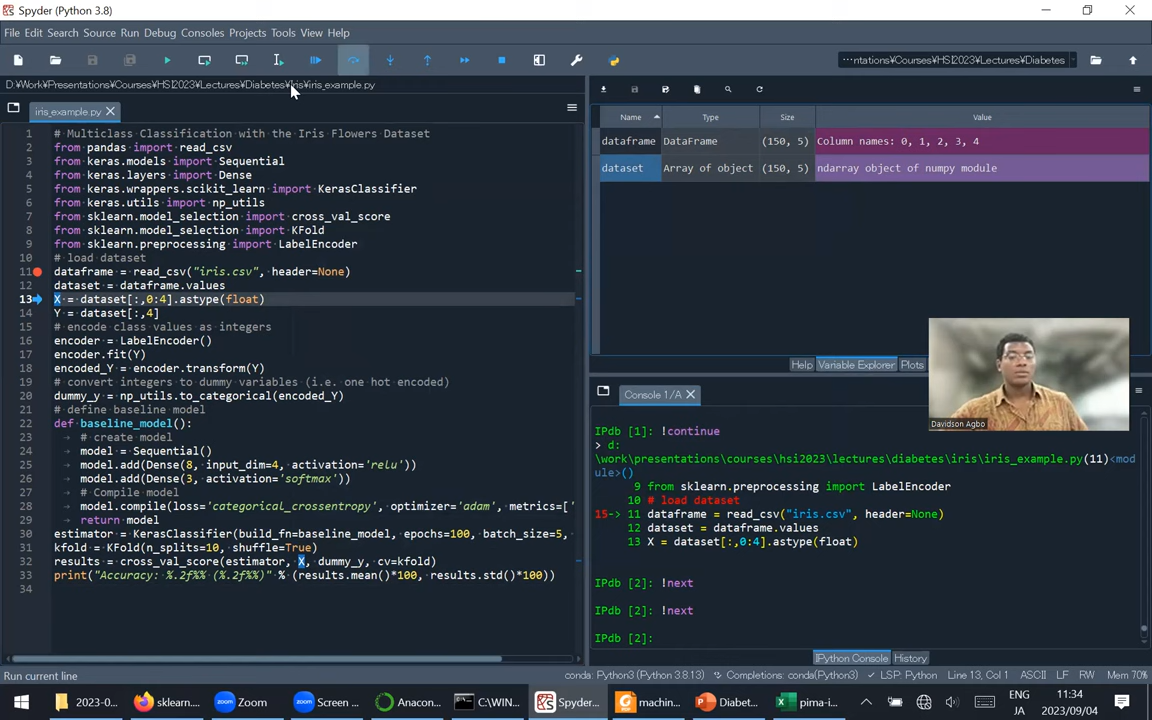 Spyder (Python 3.8)
File Edit Search Source Run Debug Consoles Projects Tools View Help
D:¥Work¥Presentations¥Courses¥HSI2023¥Lectures¥Diabetes¥Iris¥iris_example.py
···ntations¥Courses¥HSI2023¥Lectures¥Diabetes
iris_example.py
1 # Multiclass Classification with the Iris Flowers Dataset
2 from pandas import read_csv
3 from keras.models import Sequential
4 from keras.layers import Dense
5 from keras.wrappers.scikit_learn import KerasClassifier
6 from keras.utils import np_utils
7 from sklearn.model_selection import cross_val_score
8 from sklearn.model_selection import KFold
9 from sklearn.preprocessing import LabelEncoder
10 # load dataset
11 dataframe = read_csv("iris.csv", header=None)
12 dataset = dataframe.values
13 X = dataset[:,0:4].astype(float)
14 Y = dataset[:,4]
15 # encode class values as integers
16 encoder = LabelEncoder()
17 encoder.fit(Y)
18 encoded_Y = encoder.transform(Y)
19 # convert integers to dummy variables (i.e. one hot encoded)
20 dummy_y = np_utils.to_categorical(encoded_Y)
21 # define baseline model
22 def baseline_model():
23 # create model
24 model = Sequential()
25 model.add(Dense(8, input_dim=4, activation='relu'))
26 model.add(Dense(3, activation='softmax'))
27 # Compile model
28 model.compile(loss='categorical_crossentropy', optimizer='adam', metrics=['
29 return model
30 estimator = KerasClassifier(build_fn=baseline_model, epochs=100, batch_size=5,
31 kfold = KFold(n_splits=10, shuffle=True)
32 results = cross_val_score(estimator, X, dummy_y, cv=kfold)
33 print("Accuracy: %.2f%% (%.2f%%)" % (results.mean()*100, results.std()*100))
34
Name Type Size Value
dataframe DataFrame (150, 5) Column names: 0, 1, 2, 3, 4
dataset Array of object (150, 5) ndarray object of numpy module
Help Variable Explorer Plots
Davidson Agbo
Console 1/A
IPdb [1]: !continue
> d:
\work\presentations\courses\hsi2023\lectures\diabetes\iris\iris_example.py(11)<mod
ule>()
9 from sklearn.preprocessing import LabelEncoder
10 # load dataset
15-> 11 dataframe = read_csv("iris.csv", header=None)
12 dataset = dataframe.values
13 X = dataset[:,0:4].astype(float)
IPdb [2]: !next
IPdb [2]: !next
IPdb [2]:
IPython Console History
Run current line
conda: Python3 (Python 3.8.13) Completions: conda(Python3) ✓ LSP: Python Line 13, Col 1 ASCII LF RW Mem 70%
2023-0... sklearn.... Zoom Screen ... Anacon... C:\WIN... Spyder... machin... Diabet... pima-i...
ENG
JA
11:34
2023/09/04